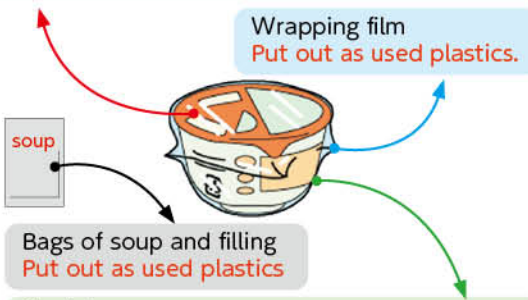 Wrapping film
Put out as used plastics.
soup
Bags of soup and filling
Put out as used plastics